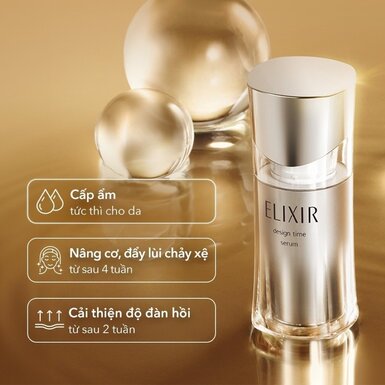 ELIXIR
design time
serum
Cấp ẩm
tức thì cho da
Nâng cơ, đẩy lùi chảy xệ
từ sau 4 tuần
Cải thiện độ đàn hồi
từ sau 2 tuần